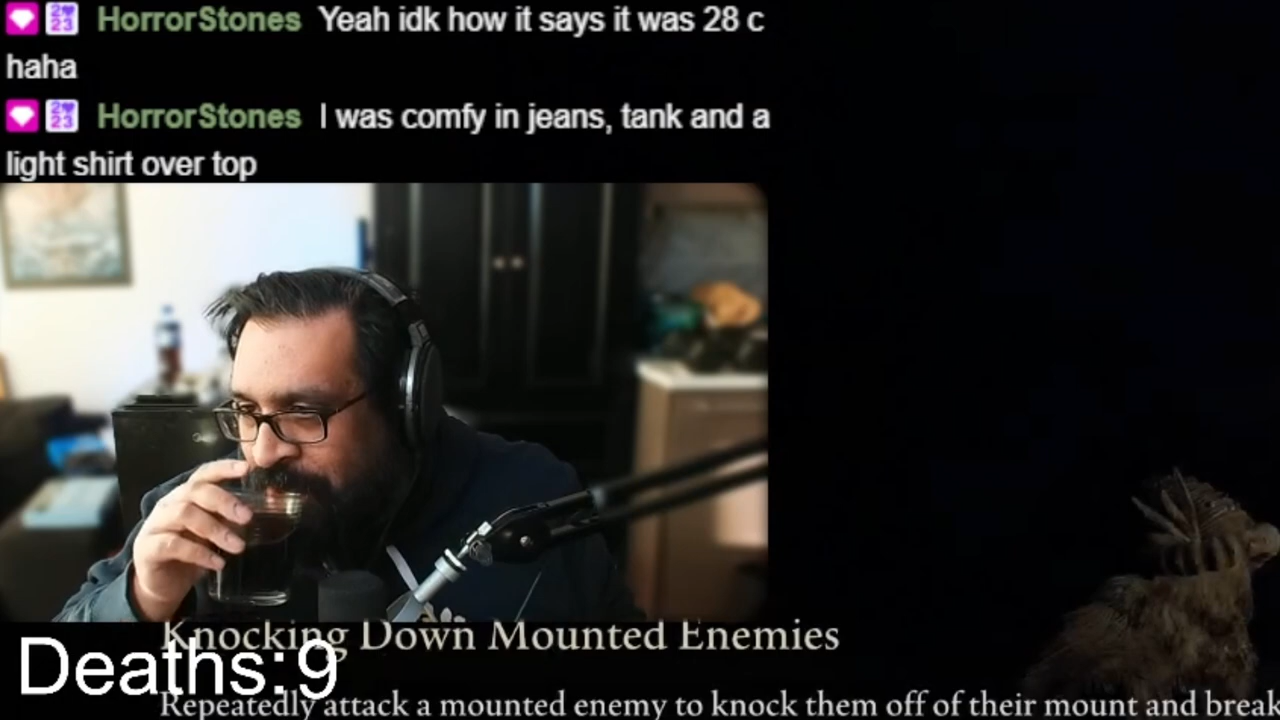 HorrorStones Yeah idk how it says it was 28 c
haha
HorrorStones I was comfy in jeans, tank and a
light shirt over top
Knocking Down Mounted Enemies
Deaths:9
Repeatedly attack a mounted enemy to knock them off of their mount and break